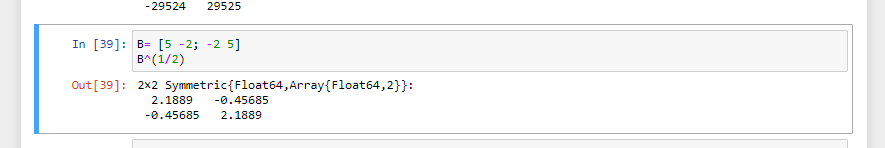 -29524 29525
In [39]: B= [5 -2; -2 5]
B^(1/2)
Out[39]: 2×2 Symmetric{Float64,Array{Float64,2}}:
2.1889 -0.45685
-0.45685 2.1889